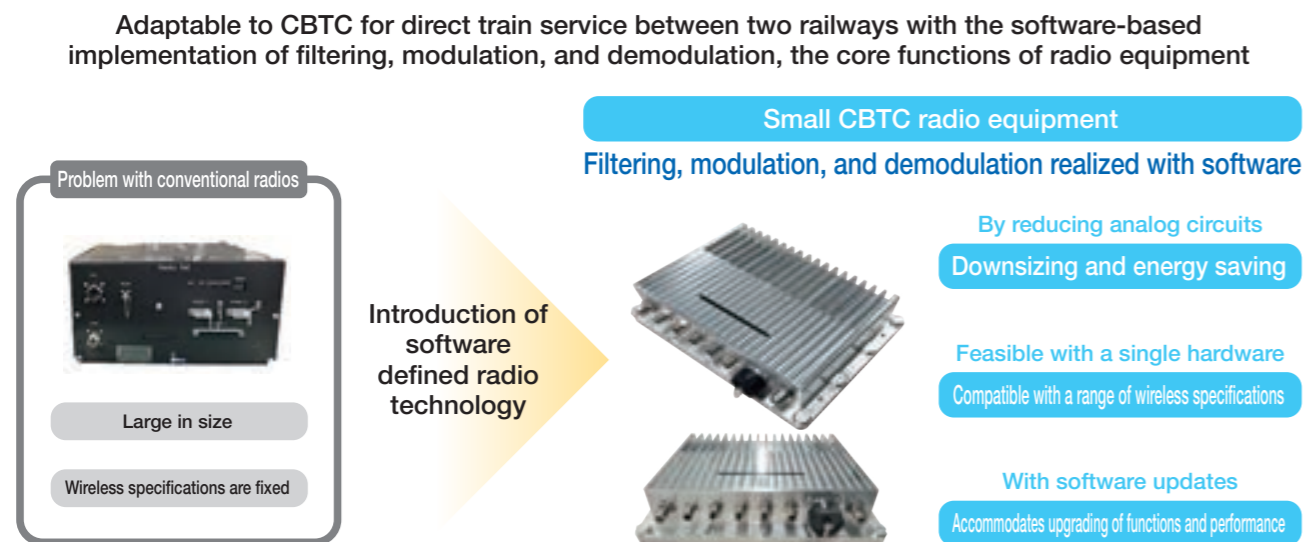 Adaptable to CBTC for direct train service between two railways with the software-based
implementation of filtering, modulation, and demodulation, the core functions of radio equipment
Small CBTC radio equipment
Filtering, modulation, and demodulation realized with software
Problem with conventional radios
Large in size
Wireless specifications are fixed
Introduction of
software
defined radio
technology
By reducing analog circuits
Downsizing and energy saving
Feasible with a single hardware
Compatible with a range of wireless specifications
With software updates
Accommodates upgrading of functions and performance